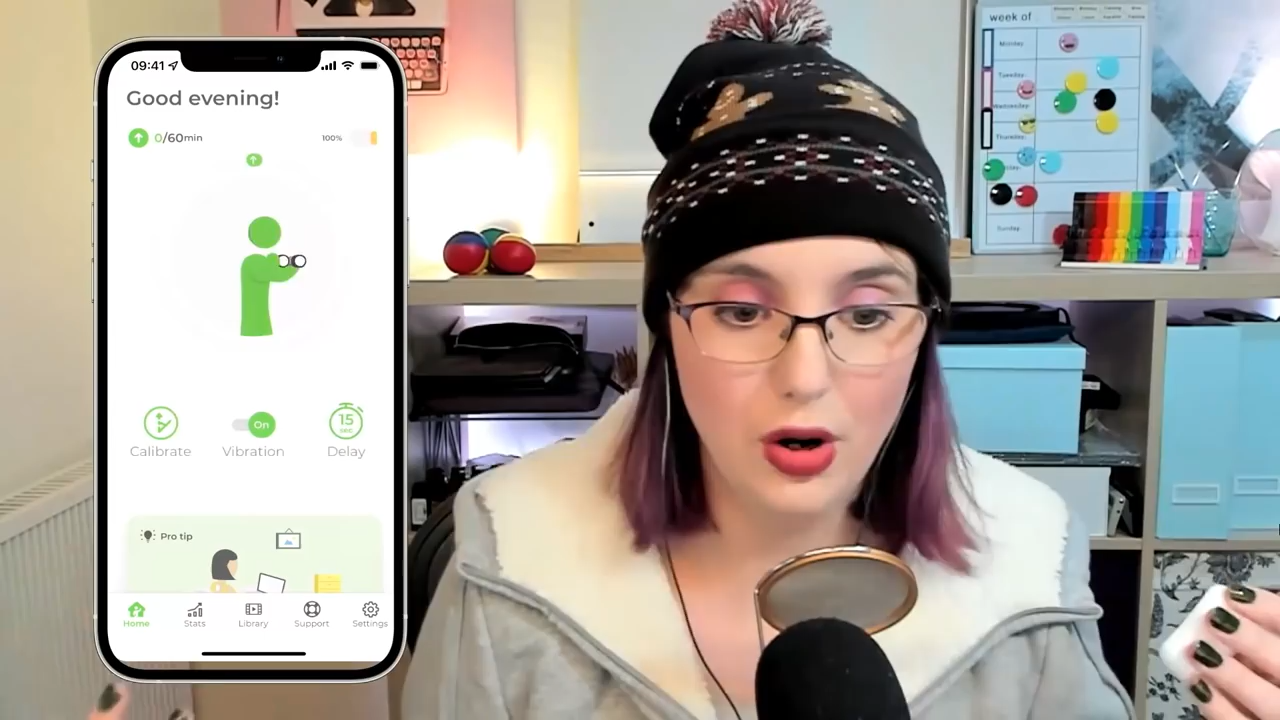 09:41
Good evening!
0/60min
100%
Calibrate
On
Vibration
15
sec
Delay
Pro tip
Home
Stats
Library
Support
Settings
week of
Monday
Tuesday
Wednesday
Thursday
Sunday